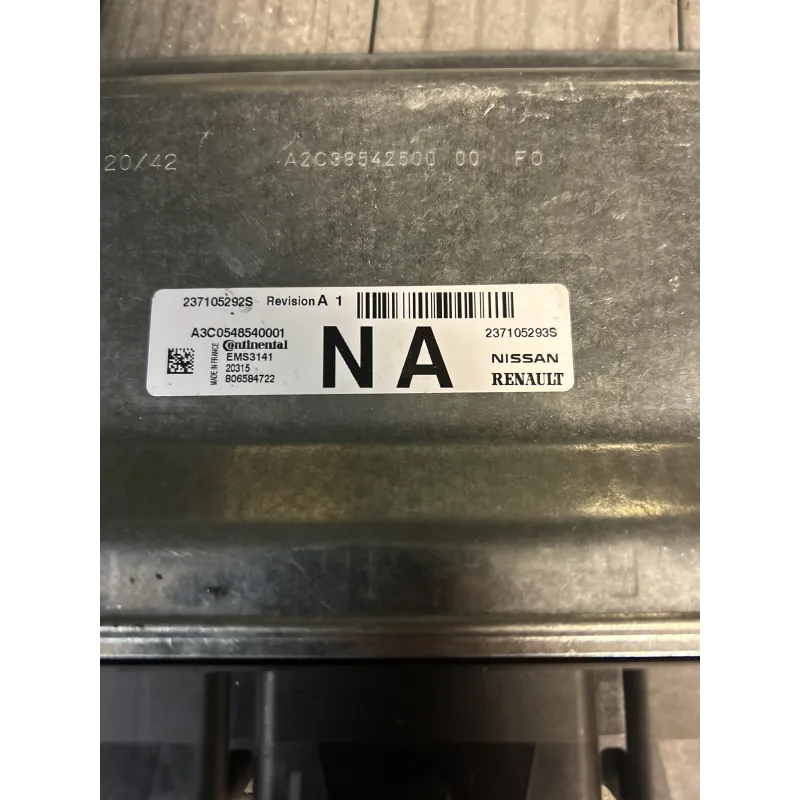 20/42 A2C38542500 00 F0
237105292S Revision A 1
A3C0548540001
Continental
EMS3141
20315
806584722
MADE IN FRANCE
NA
237105293S
NISSAN
RENAULT